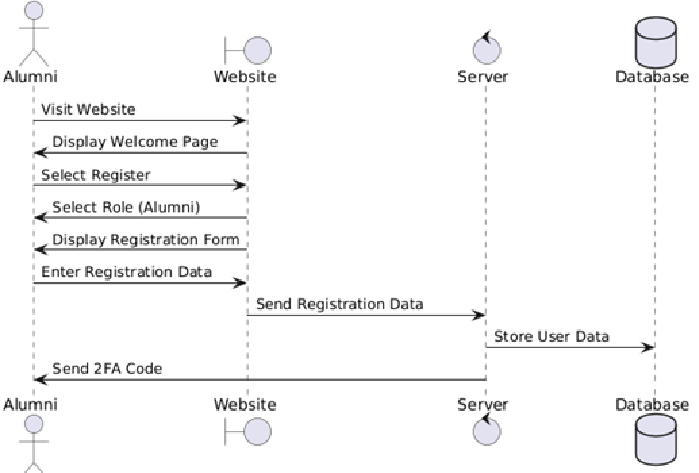 Alumni Website Server Database
Visit Website
Display Welcome Page
Select Register
Select Role (Alumni)
Display Registration Form
Enter Registration Data
Send Registration Data
Store User Data
Send 2FA Code
Alumni Website Server Database